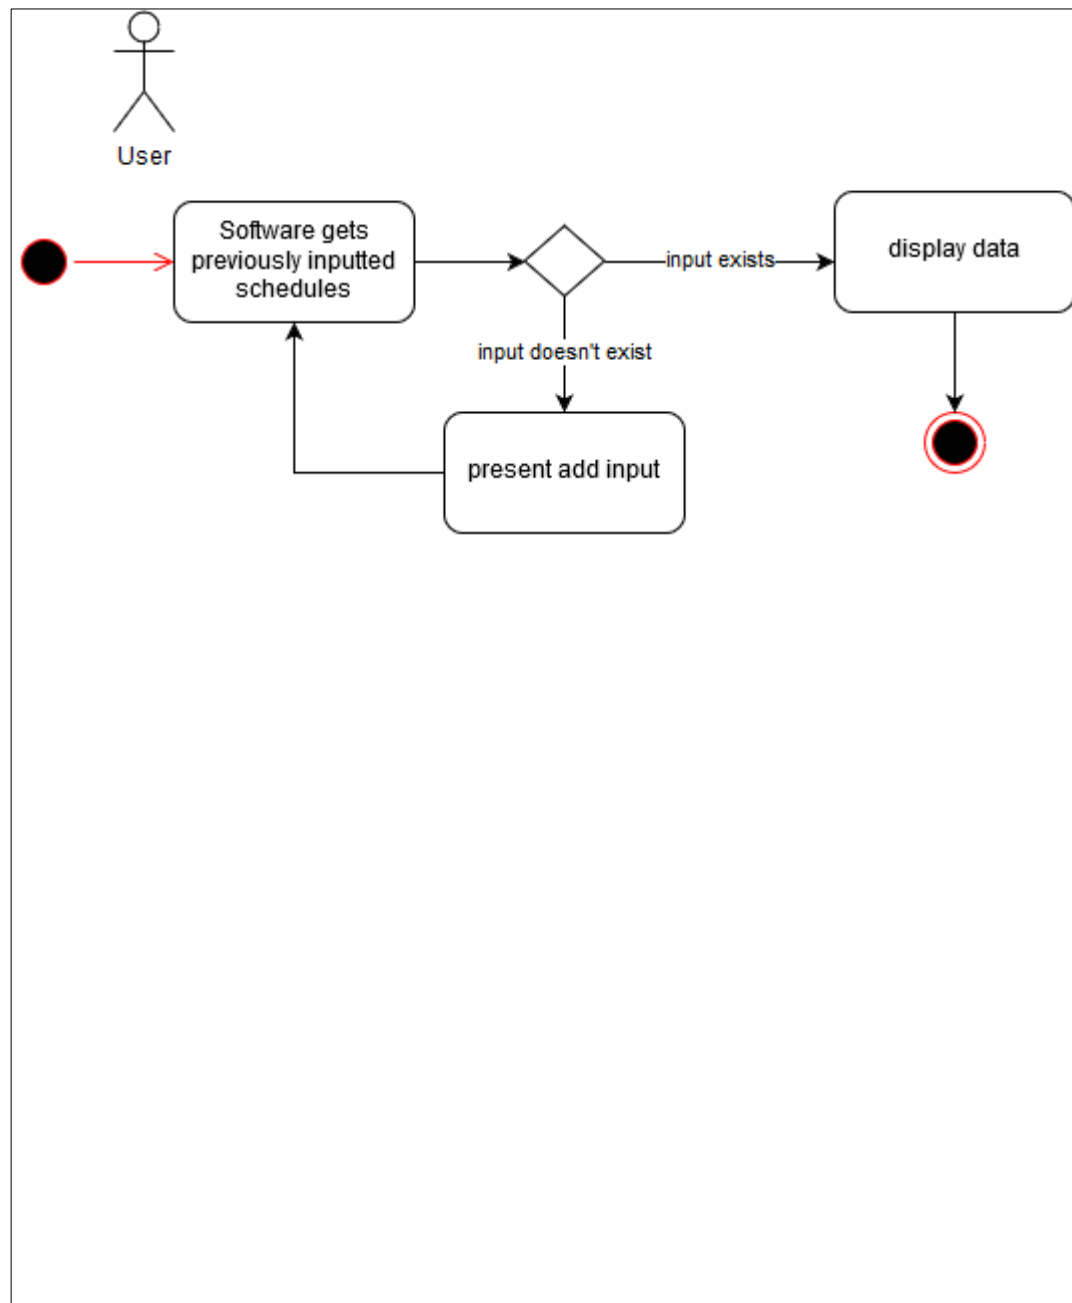 User
Software gets
previously inputted
schedules
input exists
display data
input doesn't exist
present add input